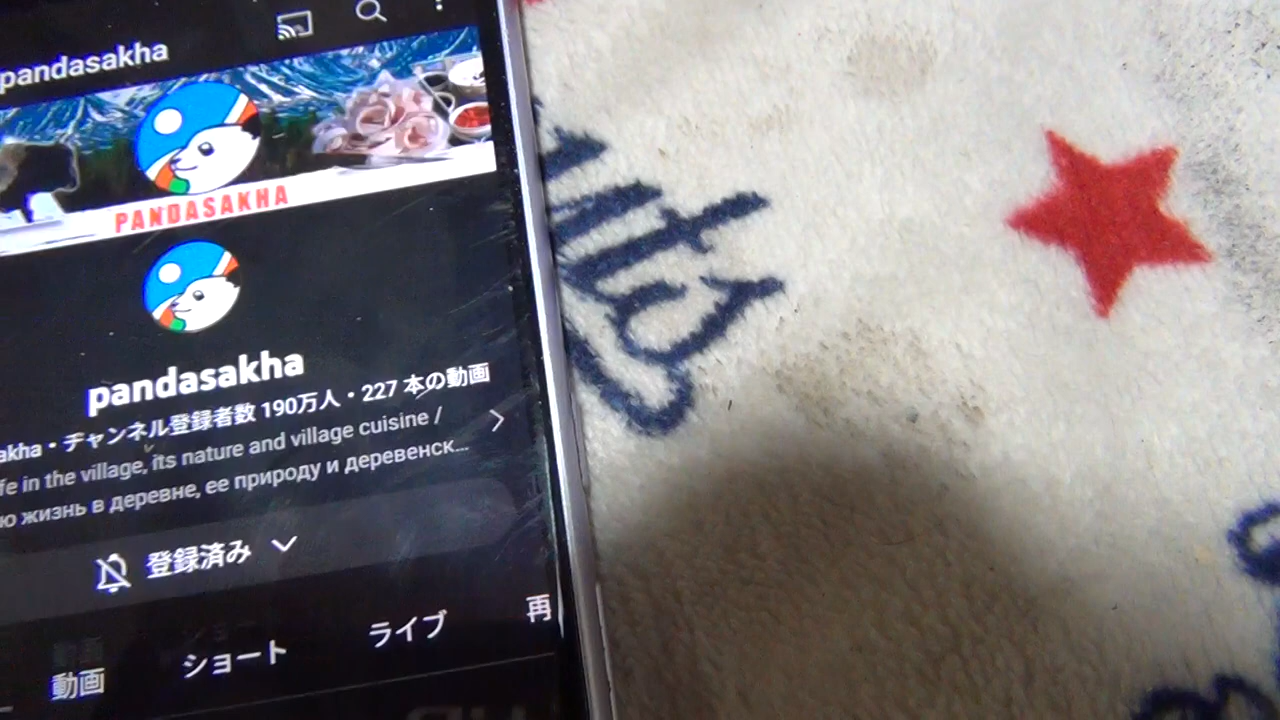 pandasakha
PANDASAKHA
pandasakha
akha・チャンネル登録者数 190万人・227 本の動画
fe in the village, its nature and village cuisine /
ю жизнь в деревне, ее природу и деревенск...
登録済み
動画
ショート
ライブ
再